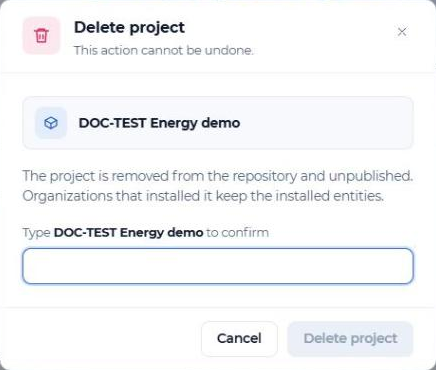 Delete project
This action cannot be undone.
DOC-TEST Energy demo
The project is removed from the repository and unpublished.
Organizations that installed it keep the installed entities.
Type DOC-TEST Energy demo to confirm
Cancel
Delete project